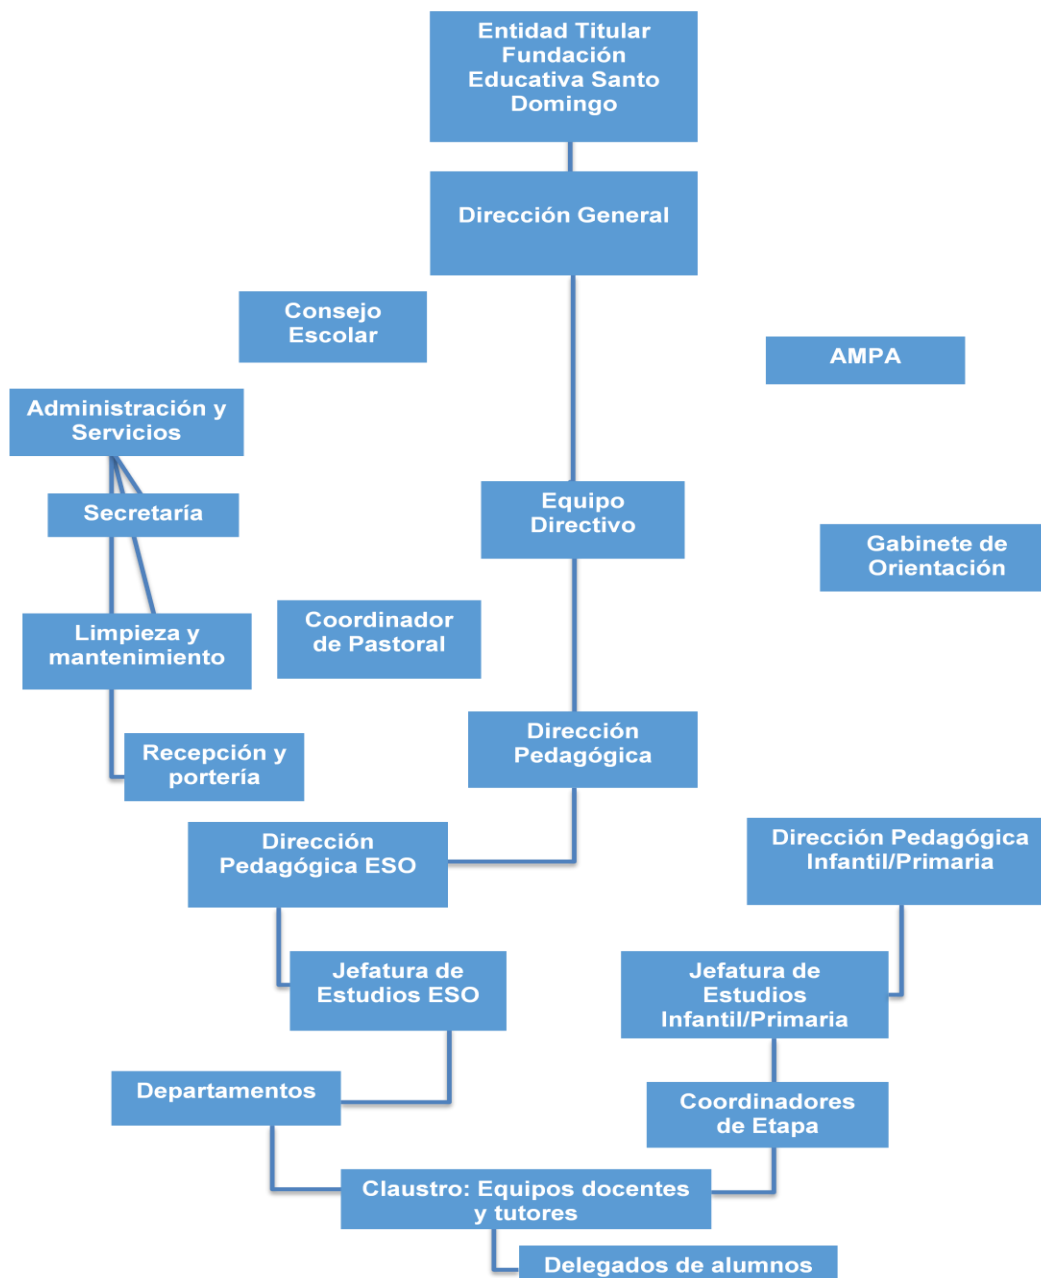 Entidad Titular
Fundación
Educativa Santo
Domingo
Dirección General
Consejo
Escolar
AMPA
Administración y
Servicios
Secretaría
Equipo
Directivo
Gabinete de
Orientación
Coordinador
de Pastoral
Limpieza y
mantenimiento
Dirección
Pedagógica
Recepción y
portería
Dirección
Pedagógica ESO
Dirección Pedagógica
Infantil/Primaria
Jefatura de
Estudios ESO
Jefatura de
Estudios
Infantil/Primaria
Departamentos
Coordinadores
de Etapa
Claustro: Equipos docentes
y tutores
Delegados de alumnos